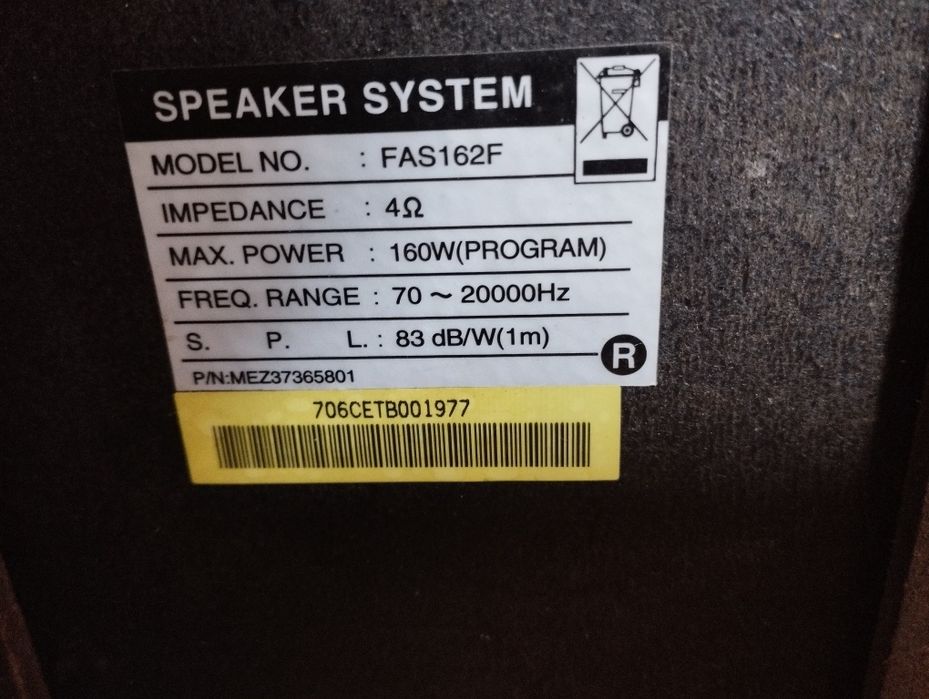 SPEAKER SYSTEM
MODEL NO. : FAS162F
IMPEDANCE : 4Ω
MAX. POWER : 160W(PROGRAM)
FREQ. RANGE : 70 ~ 20000Hz
S. P. L. : 83 dB/W(1m)
R
P/N:MEZ37365801
706CETB001977